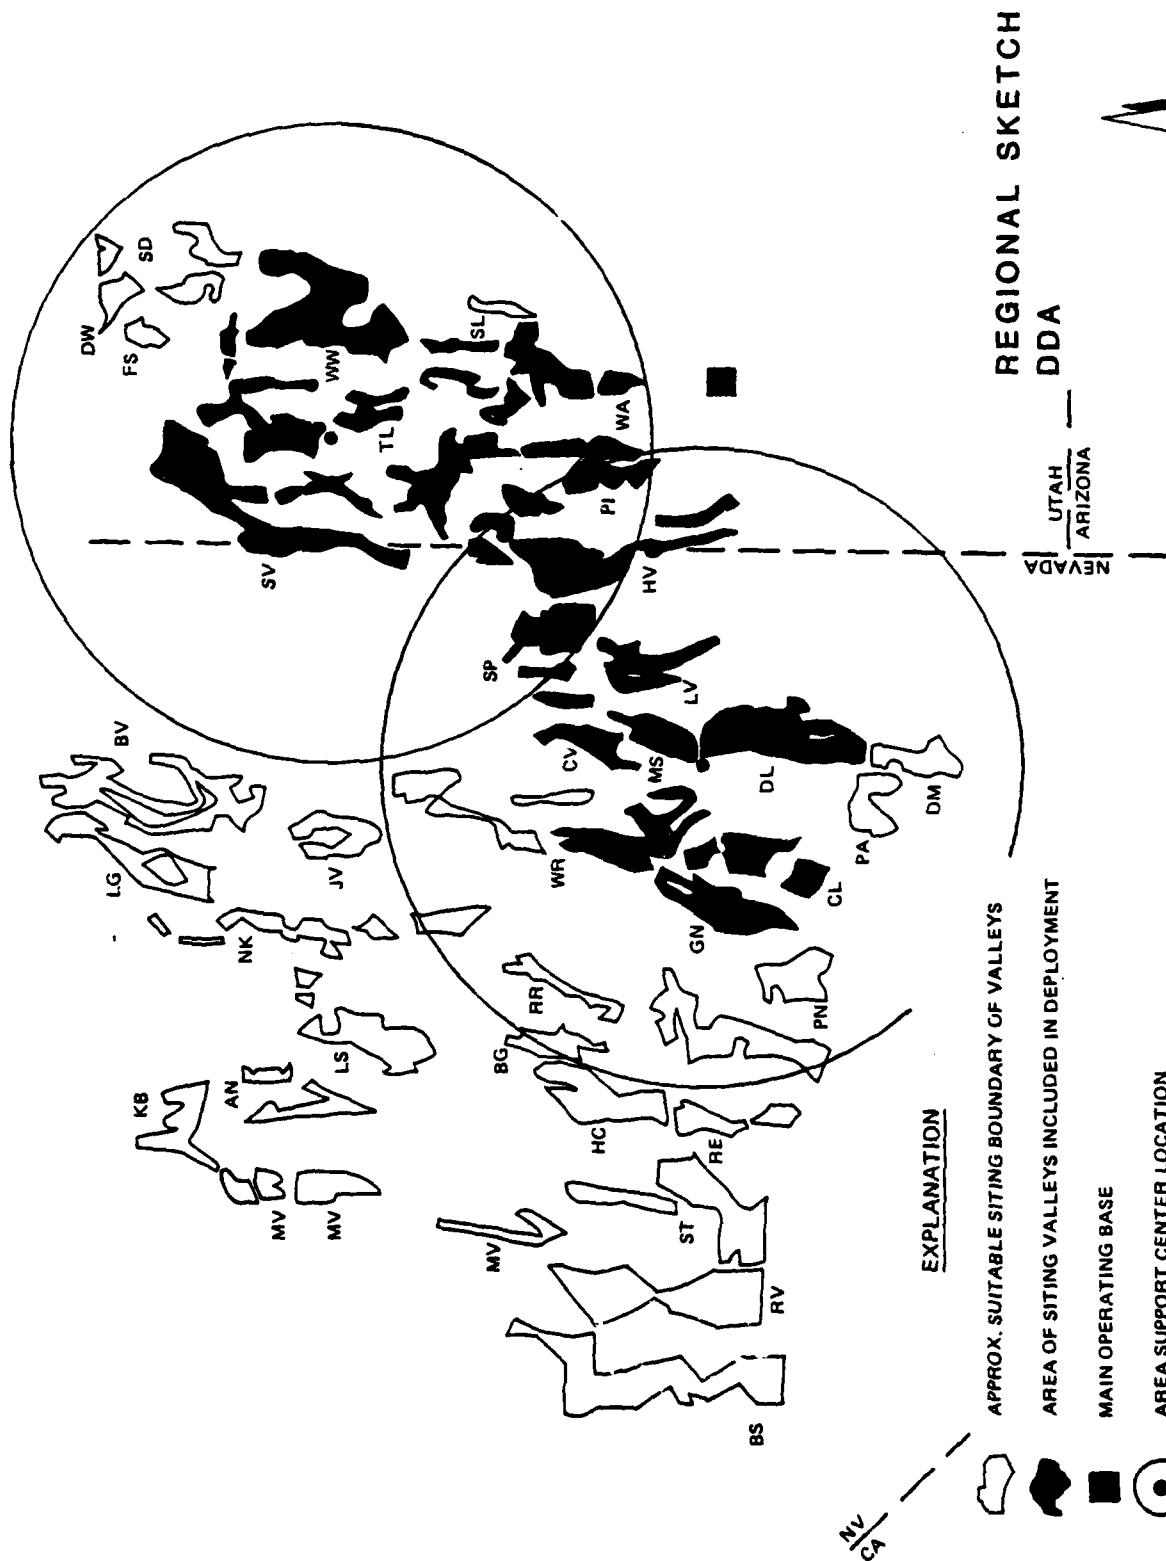 REGIONAL SKETCH
DDA
KB
AN
MV
MV
LS
NK
LG
BV
JV
SV
DW
FS
SD
WW
TL
SL
WA
PI
HV
SP
LV
CV
MS
DL
DM
PA
WR
GN
CL
RR
BG
PN
HC
RE
MV
ST
RV
BS
NV
CA
NEVADA
UTAH
ARIZONA
EXPLANATION
APPROX. SUITABLE SITING BOUNDARY OF VALLEYS
AREA OF SITING VALLEYS INCLUDED IN DEPLOYMENT
MAIN OPERATING BASE
AREA SUPPORT CENTER LOCATION